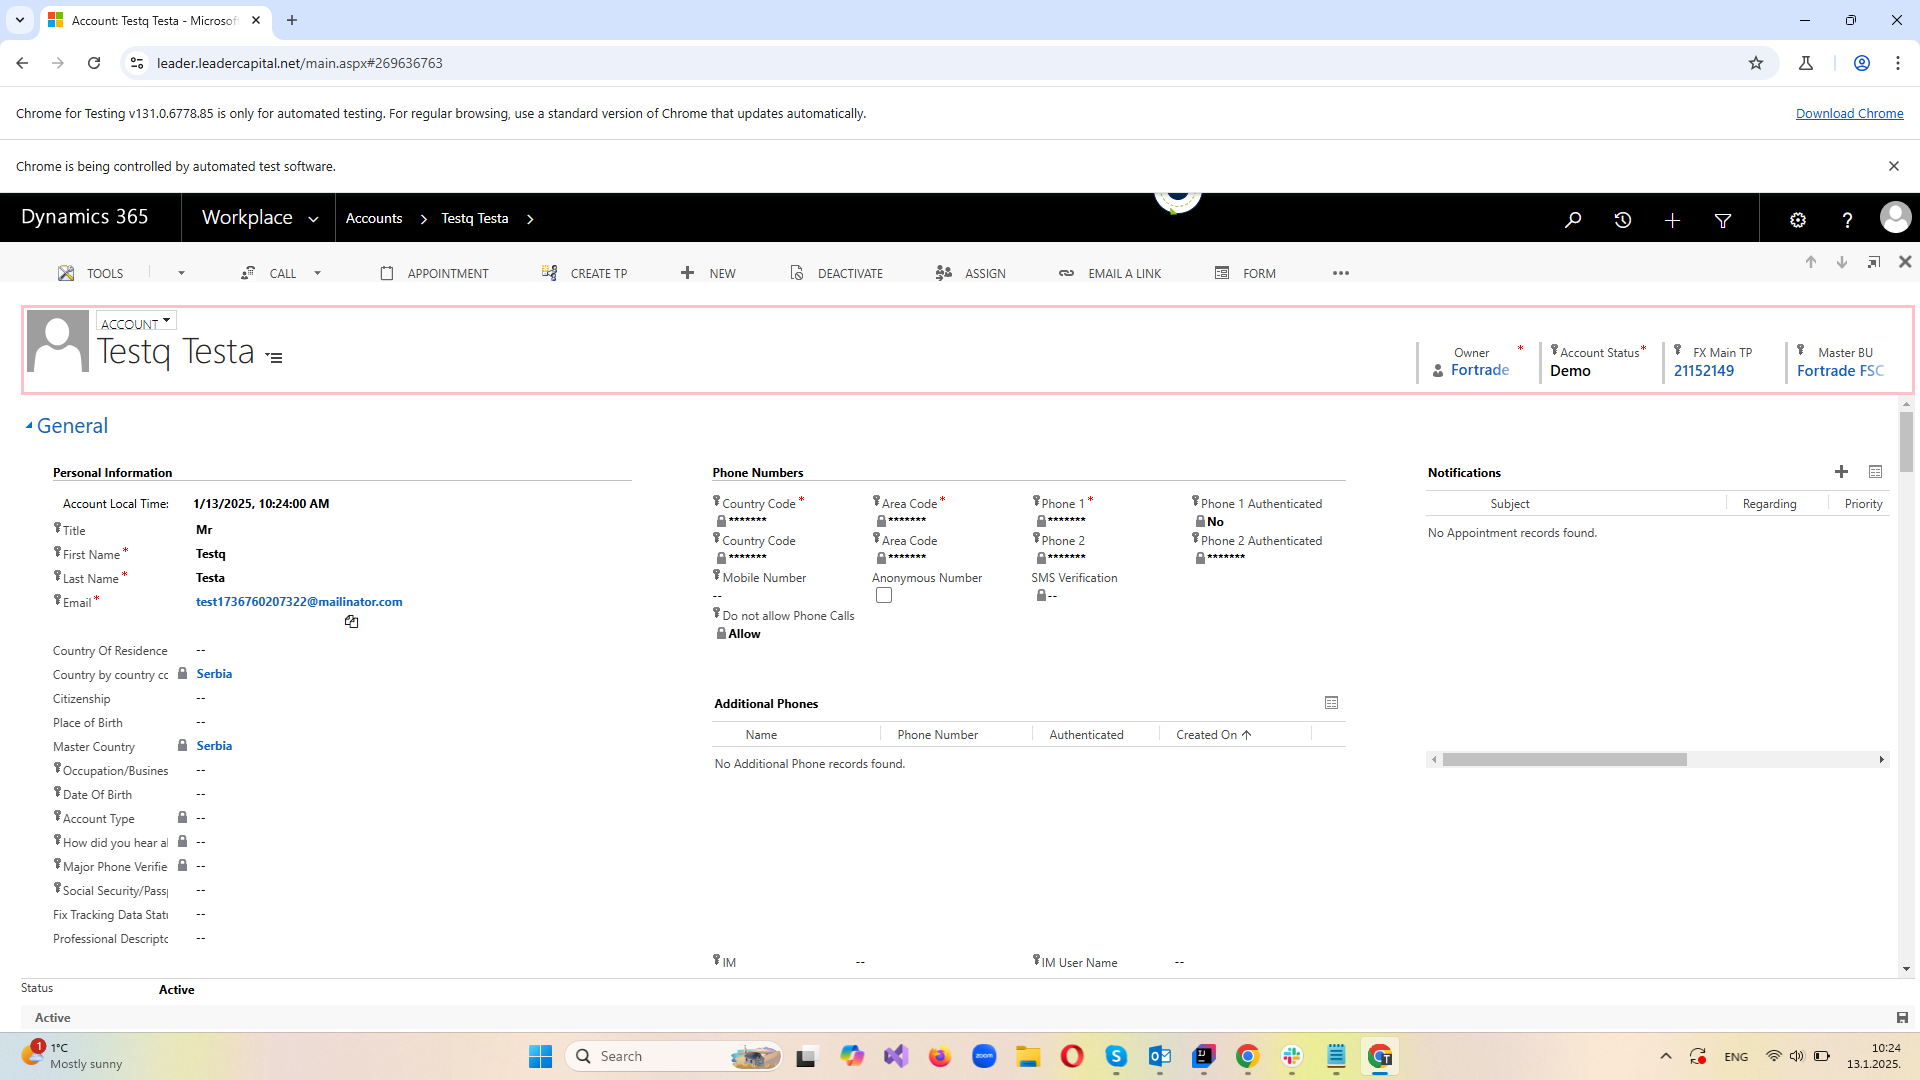 Account: Testq Testa - Microsof
leader.leadercapital.net/main.aspx#269636763
Chrome for Testing v131.0.6778.85 is only for automated testing. For regular browsing, use a standard version of Chrome that updates automatically.
Download Chrome
Chrome is being controlled by automated test software.
Dynamics 365
Workplace
Accounts
Testq Testa
TOOLS
CALL
APPOINTMENT
CREATE TP
NEW
DEACTIVATE
ASSIGN
EMAIL A LINK
FORM
ACCOUNT
Testq Testa
Owner *
Fortrade
Account Status *
Demo
FX Main TP
21152149
Master BU
Fortrade FSC
General
Personal Information
Account Local Time:
1/13/2025, 10:24:00 AM
Title
Mr
First Name *
Testq
Last Name *
Testa
Email *
test1736760207322@mailinator.com
Country Of Residence
--
Country by country cc
Serbia
Citizenship
--
Place of Birth
--
Master Country
Serbia
Occupation/Busines
--
Date Of Birth
--
Account Type
--
How did you hear a
--
Major Phone Verifie
--
Social Security/Passp
--
Fix Tracking Data Statu
--
Professional Descriptc
--
Phone Numbers
Country Code * Area Code * Phone 1 * Phone 1 Authenticated
******* ******* ******* No
Country Code Area Code Phone 2 Phone 2 Authenticated
******* ******* ******* *******
Mobile Number Anonymous Number SMS Verification
-- --
Do not allow Phone Calls
Allow
Additional Phones
Name Phone Number Authenticated Created On
No Additional Phone records found.
IM -- IM User Name --
Notifications
Subject Regarding Priority
No Appointment records found.
Status
Active
Active
1
1°C
Mostly sunny
Search
zoom
ENG
10:24
13.1.2025.